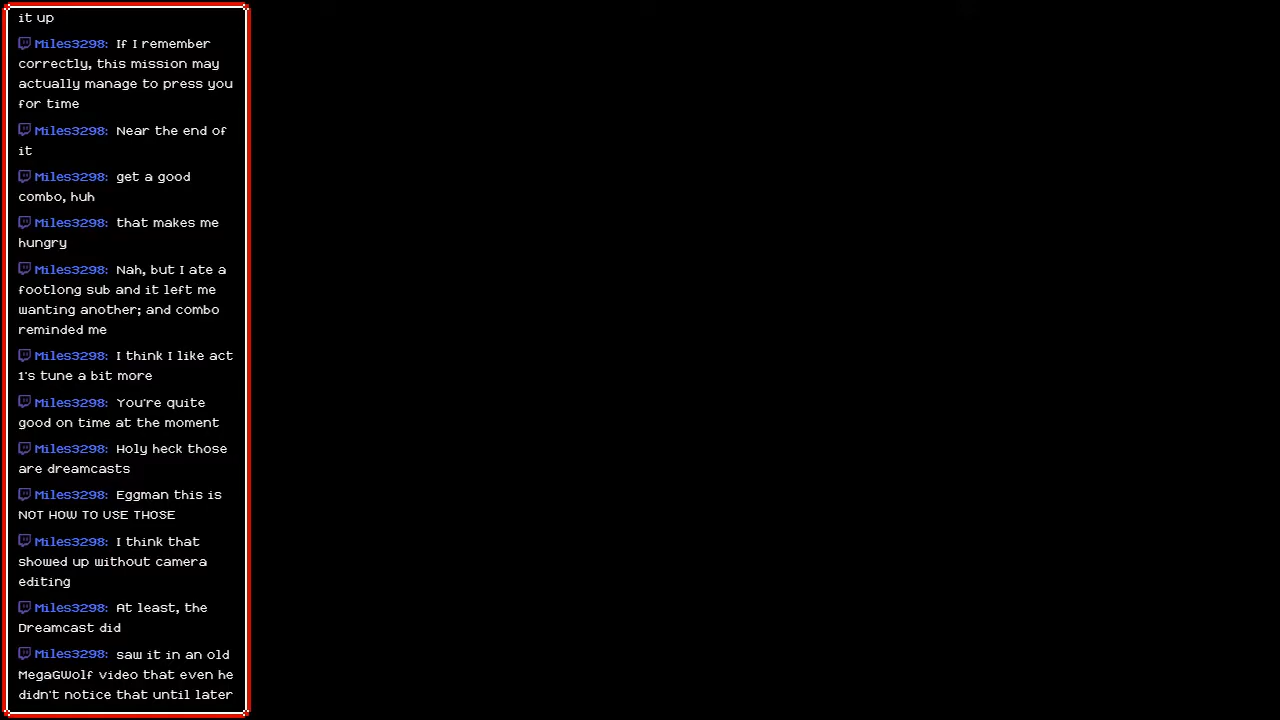 it up
Miles3298: If I remember
correctly, this mission may
actually manage to press you
for time
Miles3298: Near the end of
it
Miles3298: get a good
combo, huh
Miles3298: that makes me
hungry
Miles3298: Nah, but I ate a
footlong sub and it left me
wanting another; and combo
reminded me
Miles3298: I think I like act
1's tune a bit more
Miles3298: You're quite
good on time at the moment
Miles3298: Holy heck those
are dreamcasts
Miles3298: Eggman this is
NOT HOW TO USE THOSE
Miles3298: I think that
showed up without camera
editing
Miles3298: At least, the
Dreamcast did
Miles3298: saw it in an old
MegaGWolf video that even he
didn't notice that until later